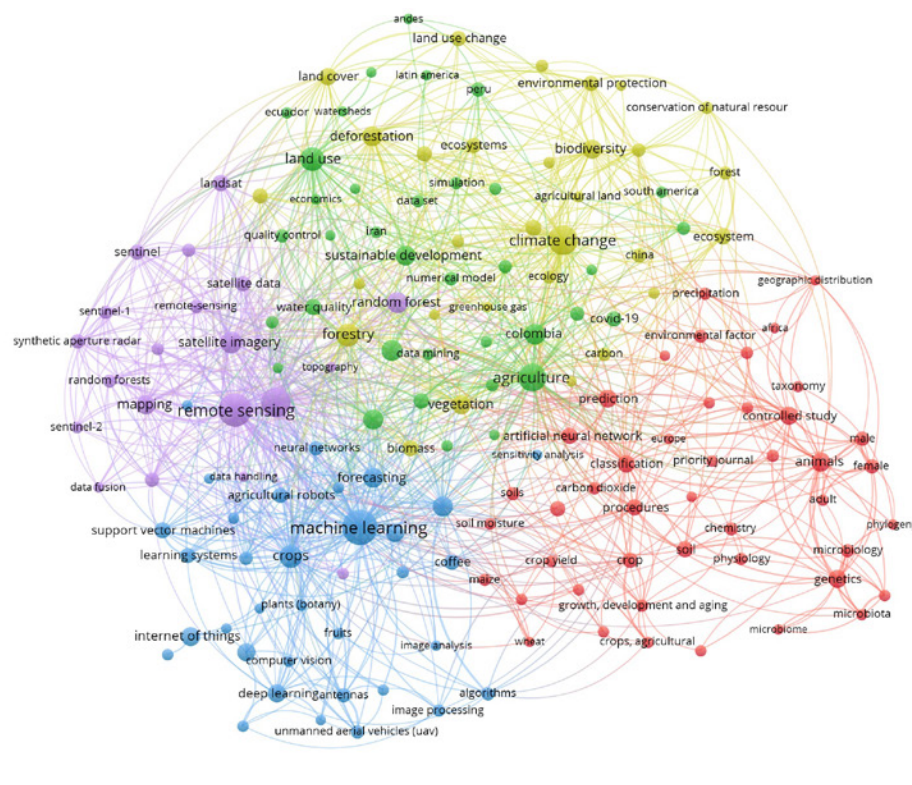 andes
land use change
land cover
latin america
environmental protection
peru
conservation of natural resour
ecuador
watersheds
deforestation
ecosystems
biodiversity
land use
forest
landsat
simulation
south america
economics
data set
agricultural land
quality control
iran
climate change
ecosystem
sentinel
sustainable development
china
numerical model
ecology
satellite data
geographic distribution
precipitation
sentinel-1
remote-sensing
water quality
random forest
greenhouse gas
covid-19
africa
synthetic aperture radar
satellite imagery
forestry
colombia
environmental factor
data mining
carbon
topography
random forests
agriculture
taxonomy
mapping
remote sensing
vegetation
prediction
controlled study
sentinel-2
neural networks
biomass
artificial neural network
europe
male
sensitivity analysis
classification
priority journal
animals
female
data fusion
data handling
forecasting
agricultural robots
soils
carbon dioxide
adult
procedures
support vector machines
machine learning
soil moisture
chemistry
phylogen
learning systems
crops
coffee
crop yield
crop
soil
physiology
microbiology
maize
genetics
plants (botany)
growth, development and aging
microbiota
internet of things
fruits
image analysis
wheat
crops, agricultural
microbiome
computer vision
deep learning
antennas
algorithms
image processing
unmanned aerial vehicles (uav)